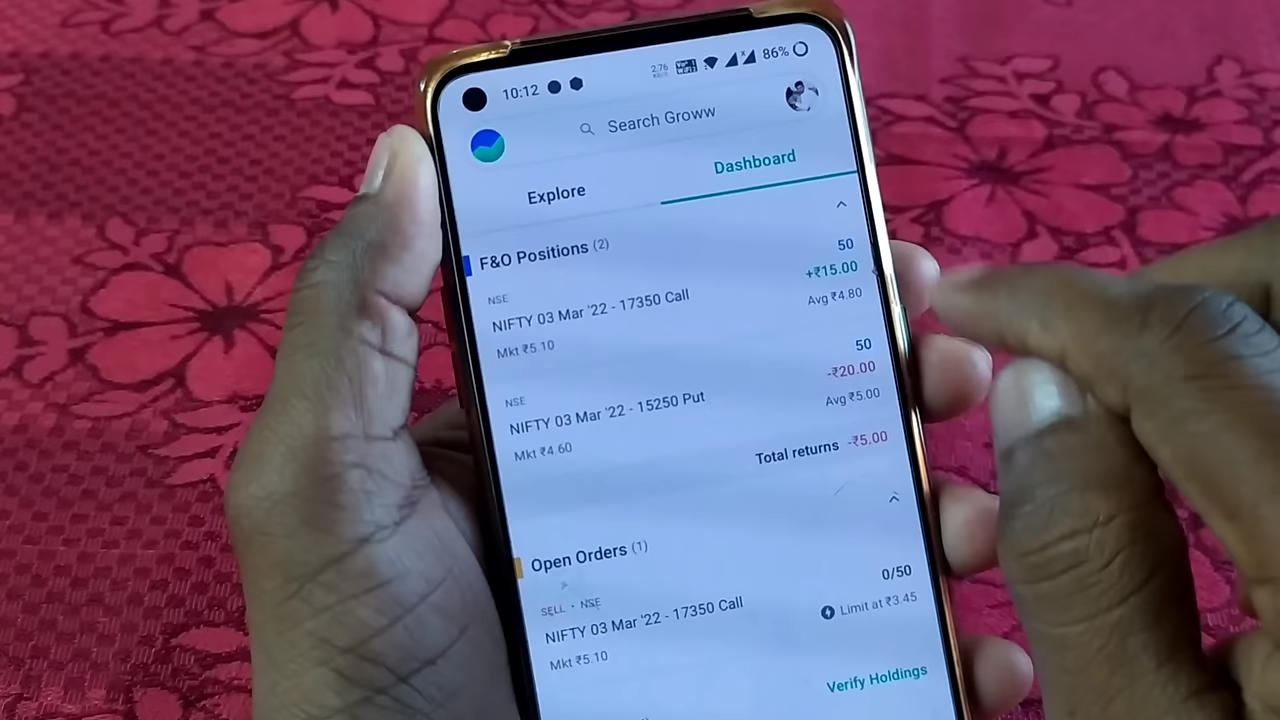 10:12 2.76 86%
Search Groww
Explore Dashboard
F&O Positions (2)
NSE 50
NIFTY 03 Mar '22 - 17350 Call +₹15.00
Mkt ₹5.10 Avg ₹4.80
NSE 50
NIFTY 03 Mar '22 - 15250 Put -₹20.00
Mkt ₹4.60 Avg ₹5.00
Total returns -₹5.00
Open Orders (1)
SELL • NSE 0/50
NIFTY 03 Mar '22 - 17350 Call Limit at ₹3.45
Mkt ₹5.10
Verify Holdings